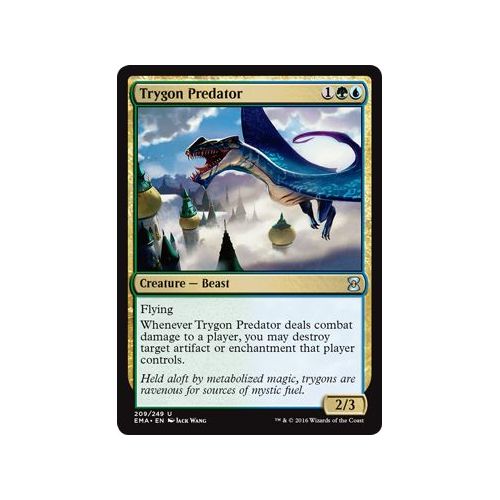 Trygon Predator 1
Creature — Beast
Flying
Whenever Trygon Predator deals combat
damage to a player, you may destroy
target artifact or enchantment that player
controls.
Held aloft by metabolized magic, trygons are
ravenous for sources of mystic fuel.
2/3
209/249 U
EMA • EN Jack Wang
™ & © 2016 Wizards of the Coast